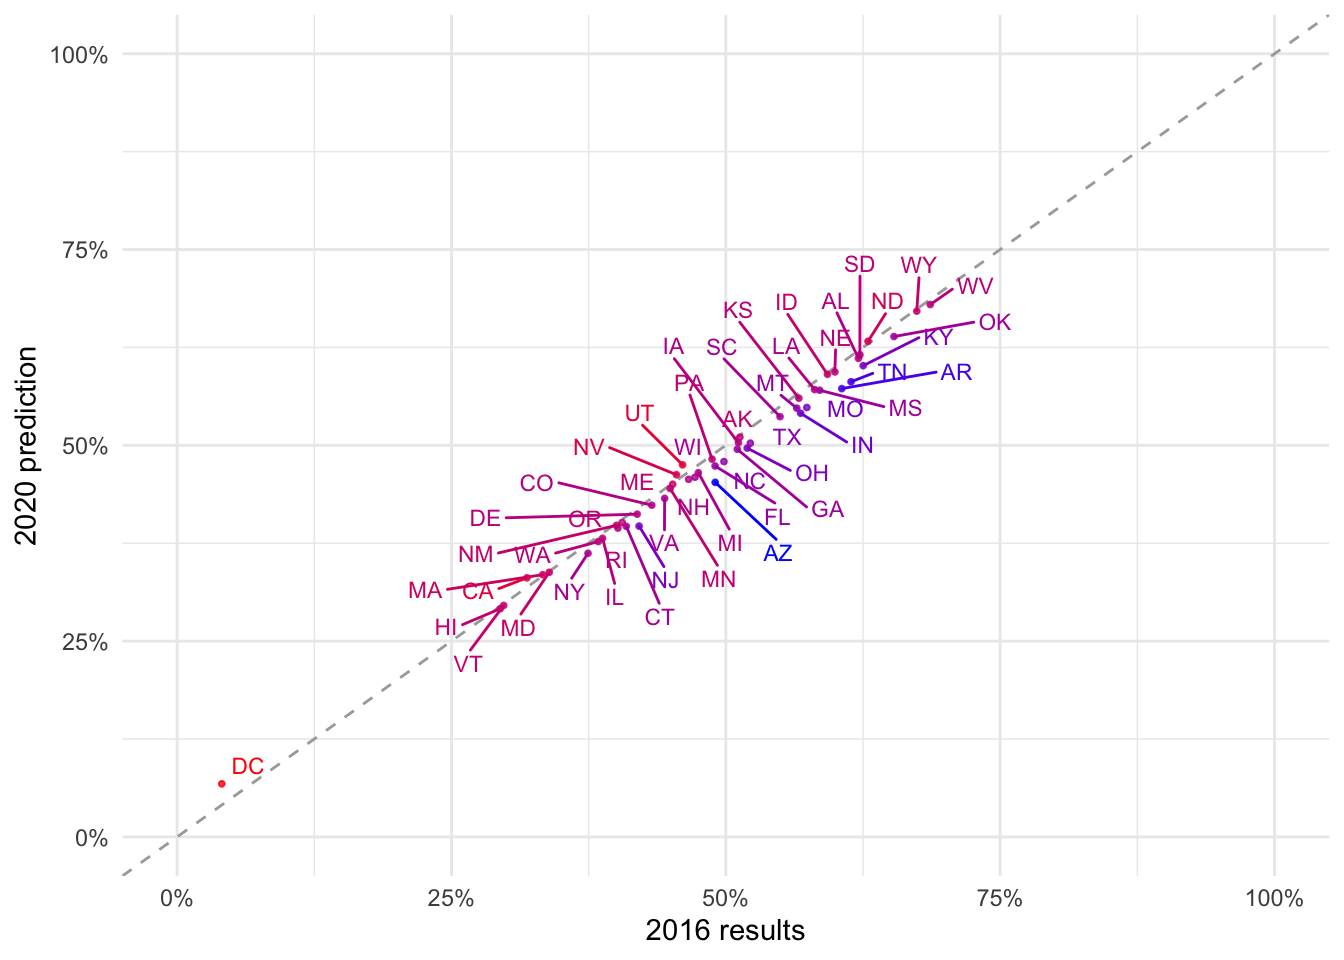 100%
75%
50%
25%
0%
2020 prediction
SD
WY
WV
AL
ND
ID
KS
OK
NE
KY
IA
SC
LA
TN
AR
PA
MT
MO
MS
UT
AK
TX
IN
NV
WI
OH
CO
ME
NC
NH
GA
DE
OR
FL
NM
WA
RI
VA
MI
AZ
MA
CA
NY
IL
NJ
MN
HI
MD
CT
VT
DC
0%
25%
50%
75%
100%
2016 results